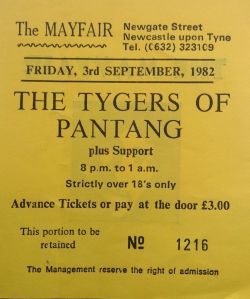 The MAYFAIR
Newgate Street
Newcastle upon Tyne
Tel. (0632) 323109
FRIDAY, 3rd SEPTEMBER, 1982
THE TYGERS OF
PANTANG
plus Support
8 p.m. to 1 a.m.
Strictly over 18's only
Advance Tickets or pay at the door £3.00
This portion to be
retained
Nº 1216
The Management reserve the right of admission